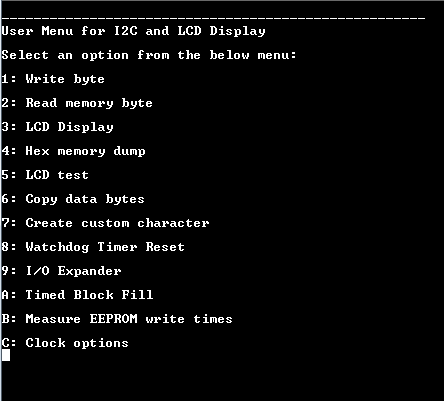 User Menu for I2C and LCD Display
Select an option from the below menu:
1: Write byte
2: Read memory byte
3: LCD Display
4: Hex memory dump
5: LCD test
6: Copy data bytes
7: Create custom character
8: Watchdog Timer Reset
9: I/O Expander
A: Timed Block Fill
B: Measure EEPROM write times
C: Clock options